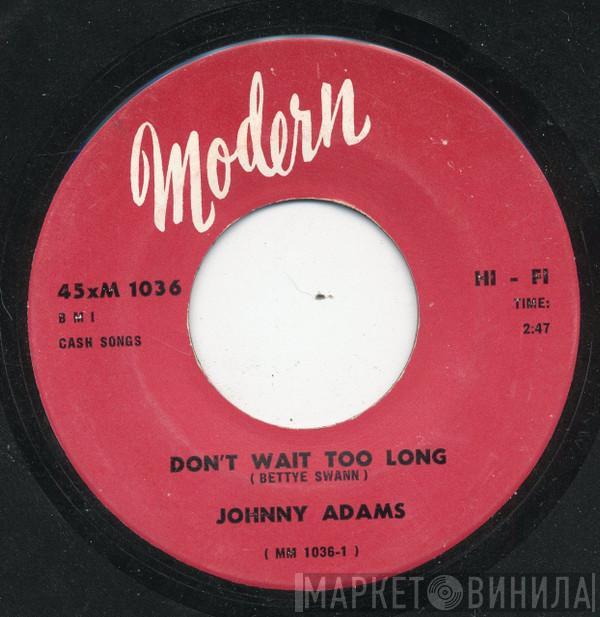 Modern
45xM 1036
BMI
CASH SONGS
HI - FI
TIME:
2:47
DON'T WAIT TOO LONG
(BETTYE SWANN)
JOHNNY ADAMS
(MM 1036-1)
МАРКЕТ ВИНИЛА